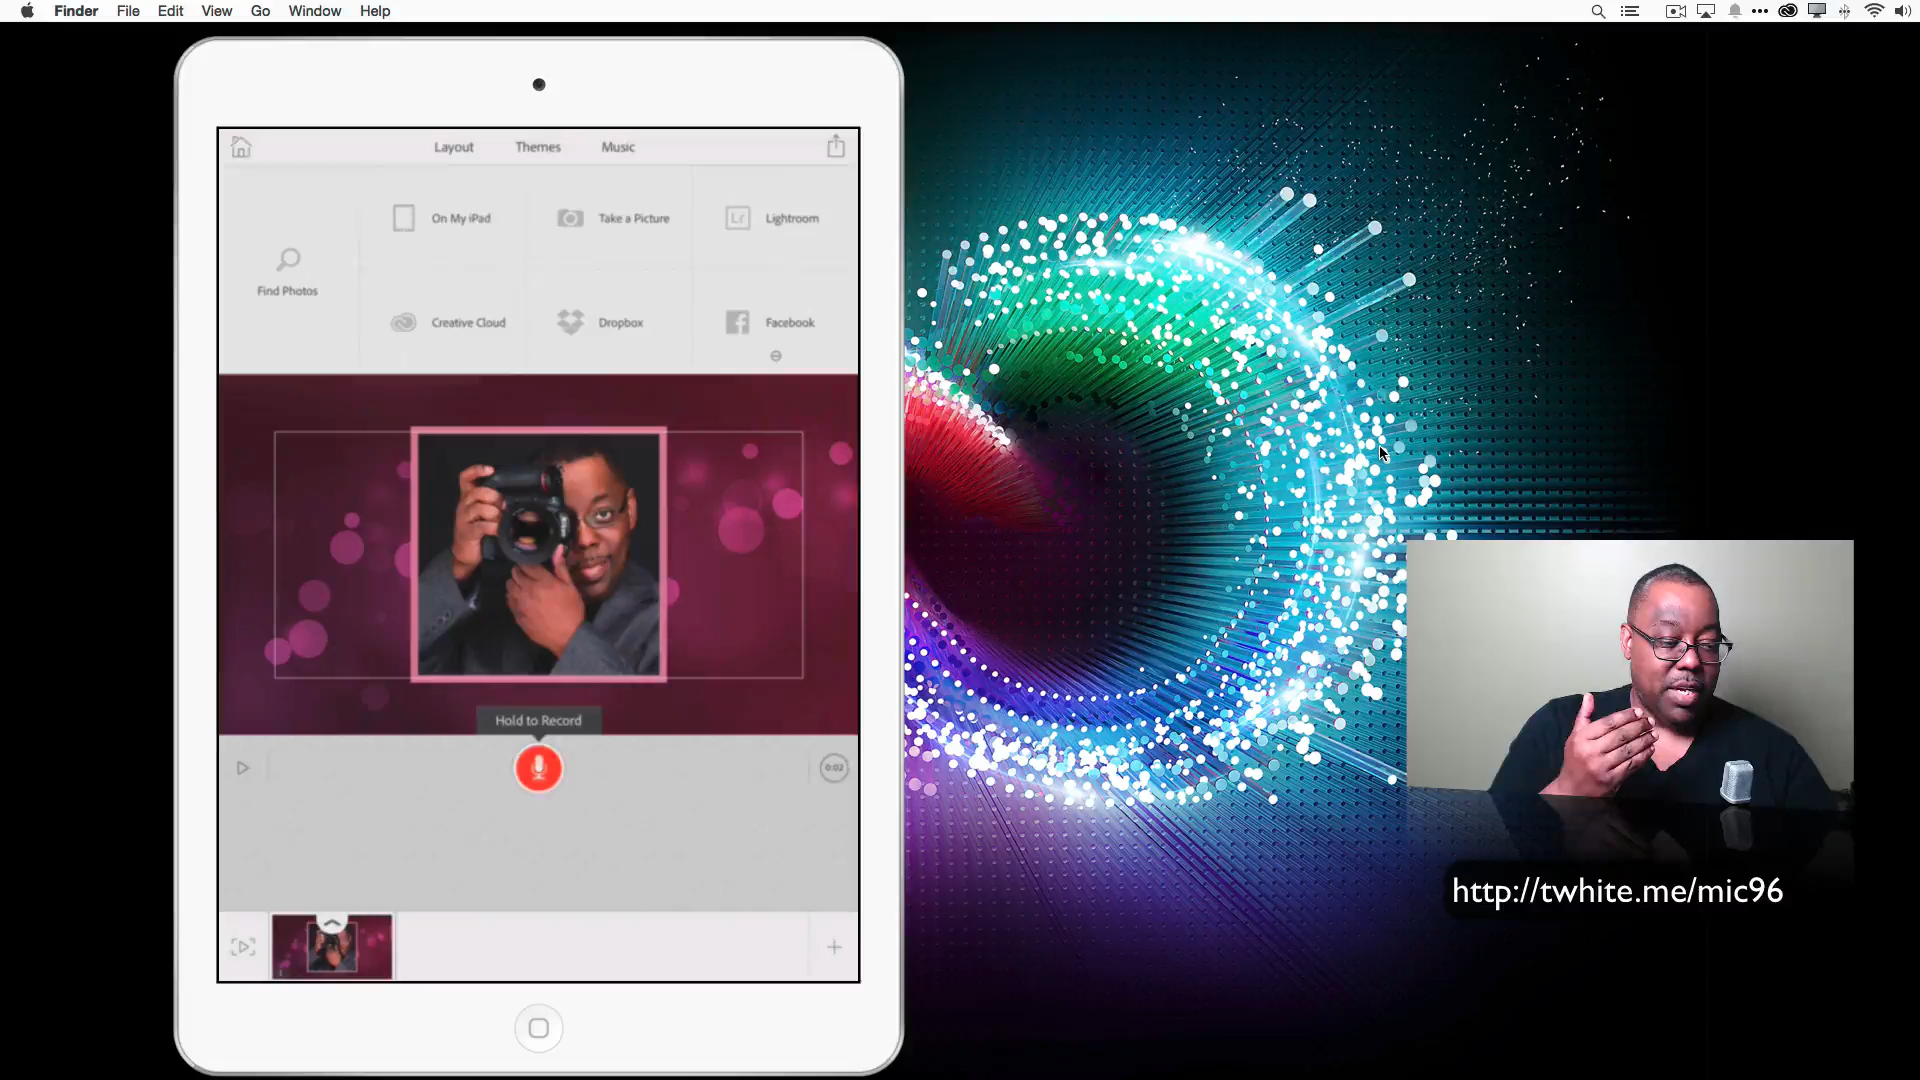 Finder File Edit View Go Window Help
Layout Themes Music
On My iPad Take a Picture Lr Lightroom
Find Photos
Creative Cloud Dropbox Facebook
Hold to Record
0:02
http://twhite.me/mic96